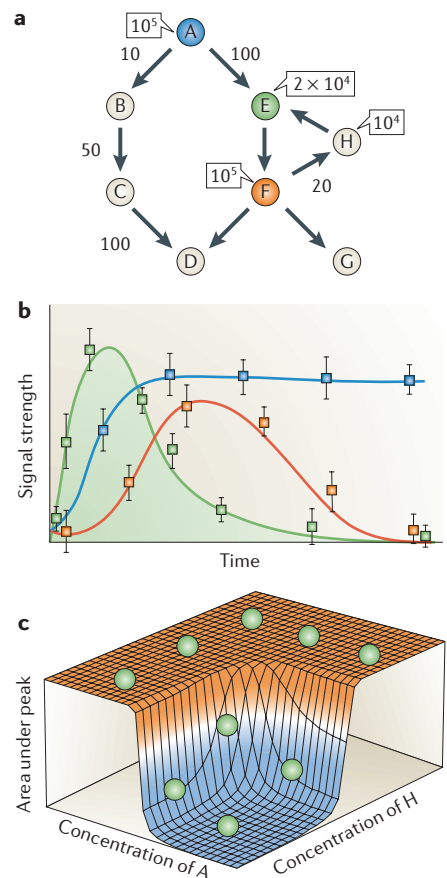 a
10⁵
A
10
100
2 × 10⁴
B
E
H
10⁴
50
10⁵
C
F
20
100
D
G
b
Signal strength
Time
c
Area under peak
Concentration of A
Concentration of H